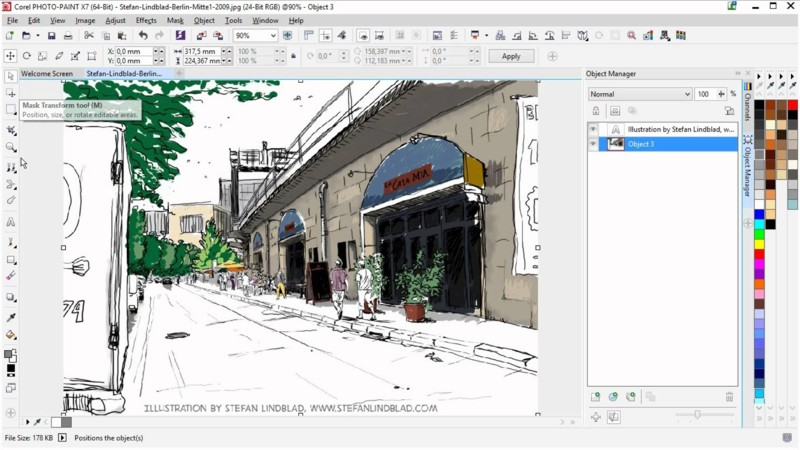 Corel PHOTO-PAINT X7 (64-Bit) - Stefan-Lindblad-Berlin-Mitte1-2009.jpg (24-Bit RGB) @90% - Object 3
File Edit View Image Adjust Effects Mask Object Tools Window Help
90%
X: 0,0 mm 317,5 mm 100 % 0,0 ° 158,397 mm 0,0 °
Y: 0,0 mm 224,367 mm 100 % 112,183 mm 0,0 °
Apply
Welcome Screen Stefan-Lindblad-Berlin...
Mask Transform tool (M)
Position, size, or rotate editable areas.
LA CASA MIA
74
ILLUSTRATION BY STEFAN LINDBLAD, WWW.STEFANLINDBLAD.COM
Object Manager
Normal 100 %
Illustration by Stefan Lindblad, w...
Object 3
Channels
Object Manager
File Size: 178 KB Positions the object(s)